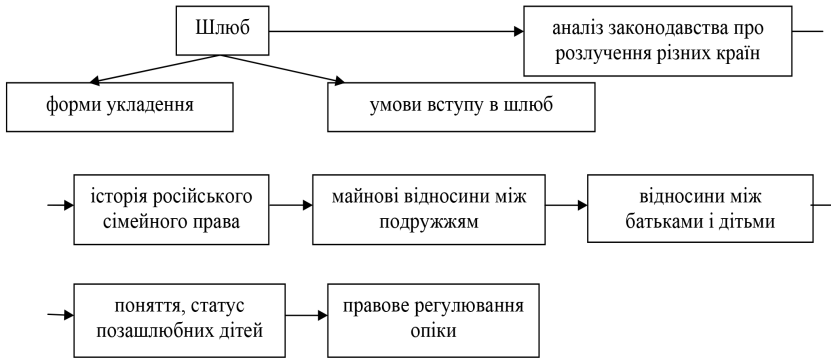 Шлюб
аналіз законодавства про
розлучення різних країн
форми укладення
умови вступу в шлюб
історія російського
сімейного права
майнові відносини між
подружжям
відносини між
батьками і дітьми
поняття, статус
позашлюбних дітей
правове регулювання
опіки